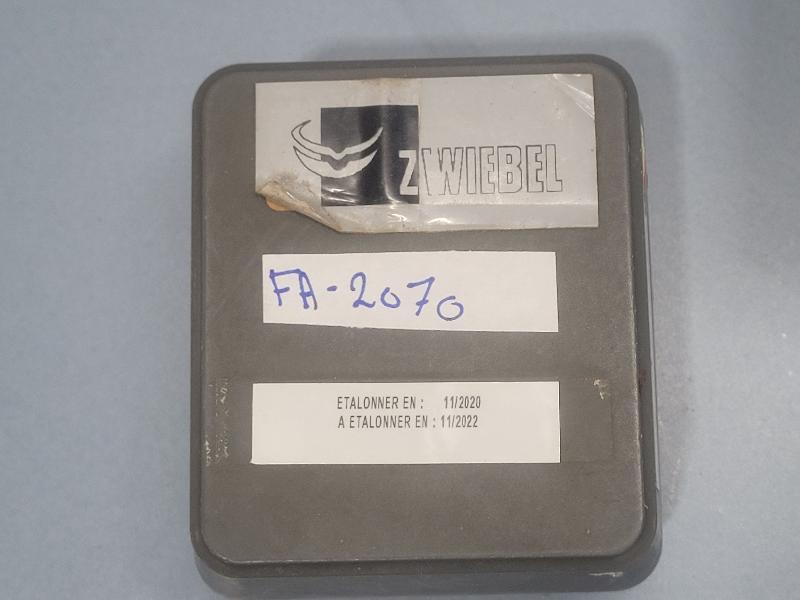 ZWIEBEL
FA-2070
ETALONNER EN : 11/2020
A ETALONNER EN : 11/2022